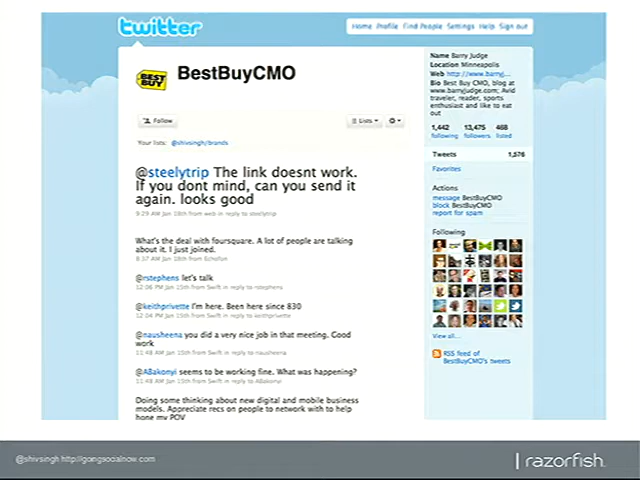 twitter
Home Profile Find People Settings Help Sign out
BEST
BUY
BestBuyCMO
Follow
Lists
Your lists: @shivsingh/brands
@steelytrip The link doesnt work.
If you dont mind, can you send it
again. looks good
9:29 AM Jan 18th from web in reply to steelytrip
What's the deal with foursquare. A lot of people are talking
about it. I just joined.
8:37 AM Jan 18th from Echofon
@rstephens let's talk
12:06 PM Jan 15th from Swift in reply to rstephens
@keithprivette I'm here. Been here since 830
12:04 PM Jan 15th from Swift in reply to keithprivette
@nausheena you did a very nice job in that meeting. Good
work
11:48 AM Jan 15th from Swift in reply to nausheena
@ABakonyi seems to be working fine. What was happening?
11:48 AM Jan 15th from Swift in reply to ABakonyi
Doing some thinking about new digital and mobile business
models. Appreciate recs on people to network with to help
hone my POV
Name Barry Judge
Location Minneapolis
Web http://www.barryj...
Bio Best Buy CMO, blog at
www.barryjudge.com; Avid
traveler, reader, sports
enthusiast and like to eat
out
1,442 13,475 468
following followers listed
Tweets 1,576
Favorites
Actions
message BestBuyCMO
block BestBuyCMO
report for spam
Following
View all...
RSS feed of
BestBuyCMO's tweets
@shivsingh http://goingsocialnow.com
razorfish.